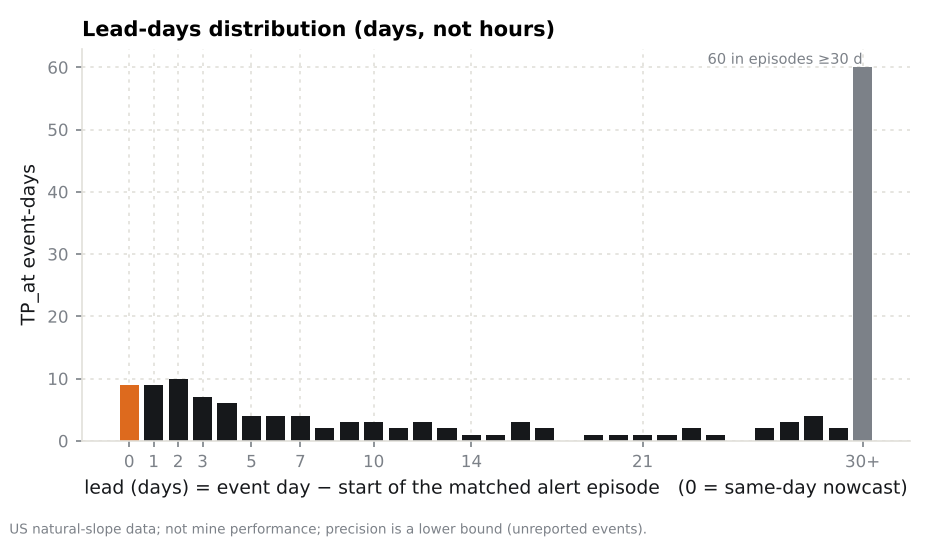 Lead-days distribution (days, not hours)
60 in episodes ≥30 d
TP_at event-days
60
50
40
30
20
10
0
0 1 2 3 5 7 10 14 21 30+
lead (days) = event day − start of the matched alert episode (0 = same-day nowcast)
US natural-slope data; not mine performance; precision is a lower bound (unreported events).